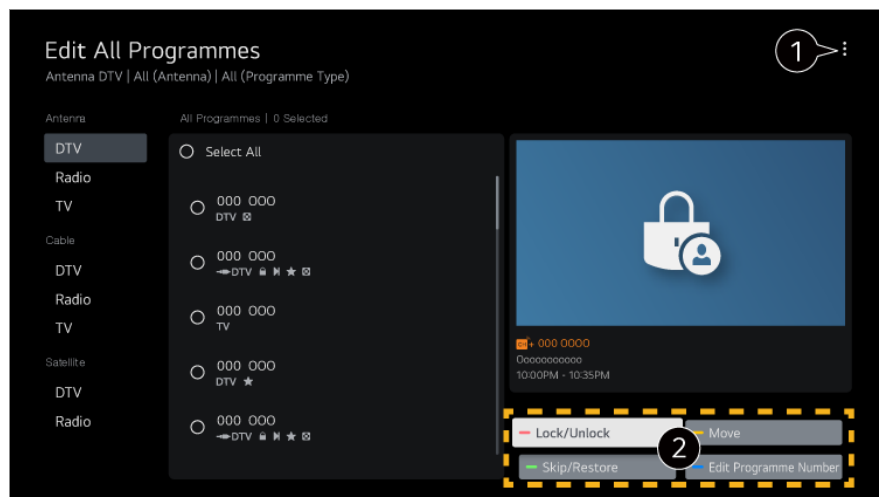 Edit All Programmes
1
Antenna DTV | All (Antenna) | All (Programme Type)
Antenna
DTV
Radio
TV
Cable
DTV
Radio
TV
Satellite
DTV
Radio
All Programmes | 0 Selected
Select All
000 000
DTV
000 000
DTV
000 000
TV
000 000
DTV
000 000
DTV
CH+ 000 0000
Oooooooooo
10:00PM - 10:35PM
Lock/Unlock
Move
2
Skip/Restore
Edit Programme Number